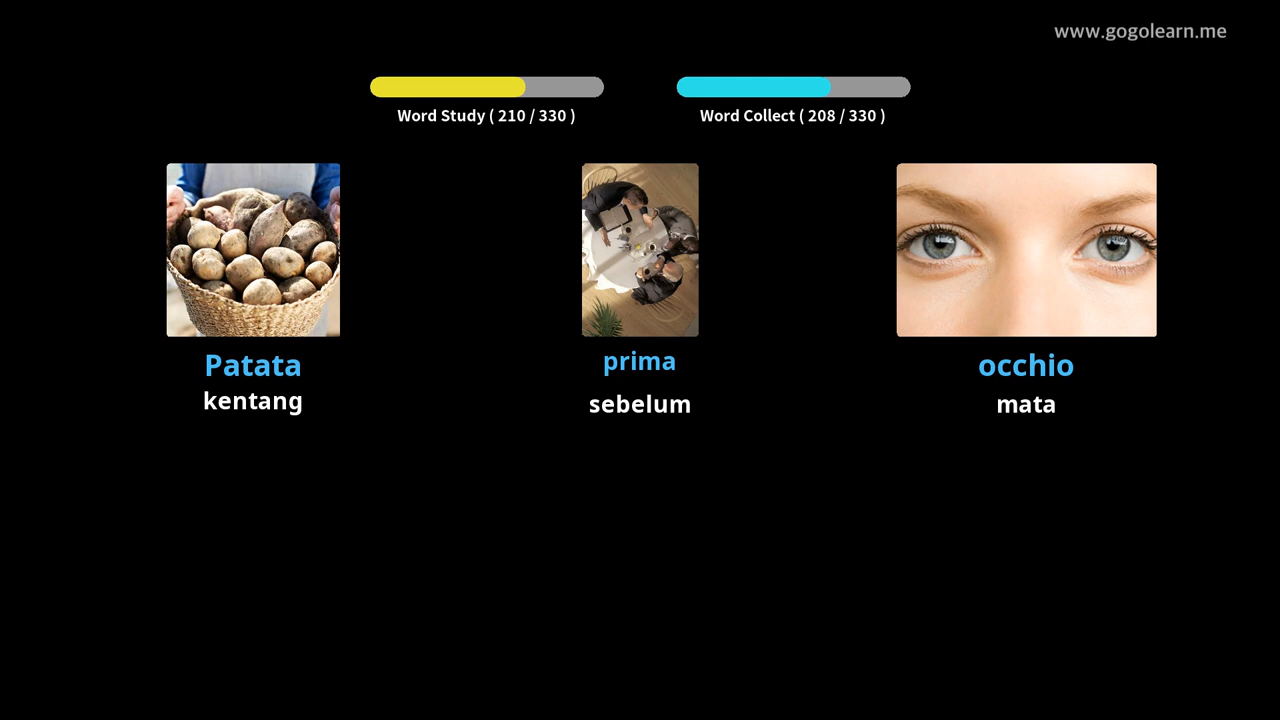 www.gogolearn.me
Word Study ( 210 / 330 )
Word Collect ( 208 / 330 )
Patata
kentang
prima
sebelum
occhio
mata